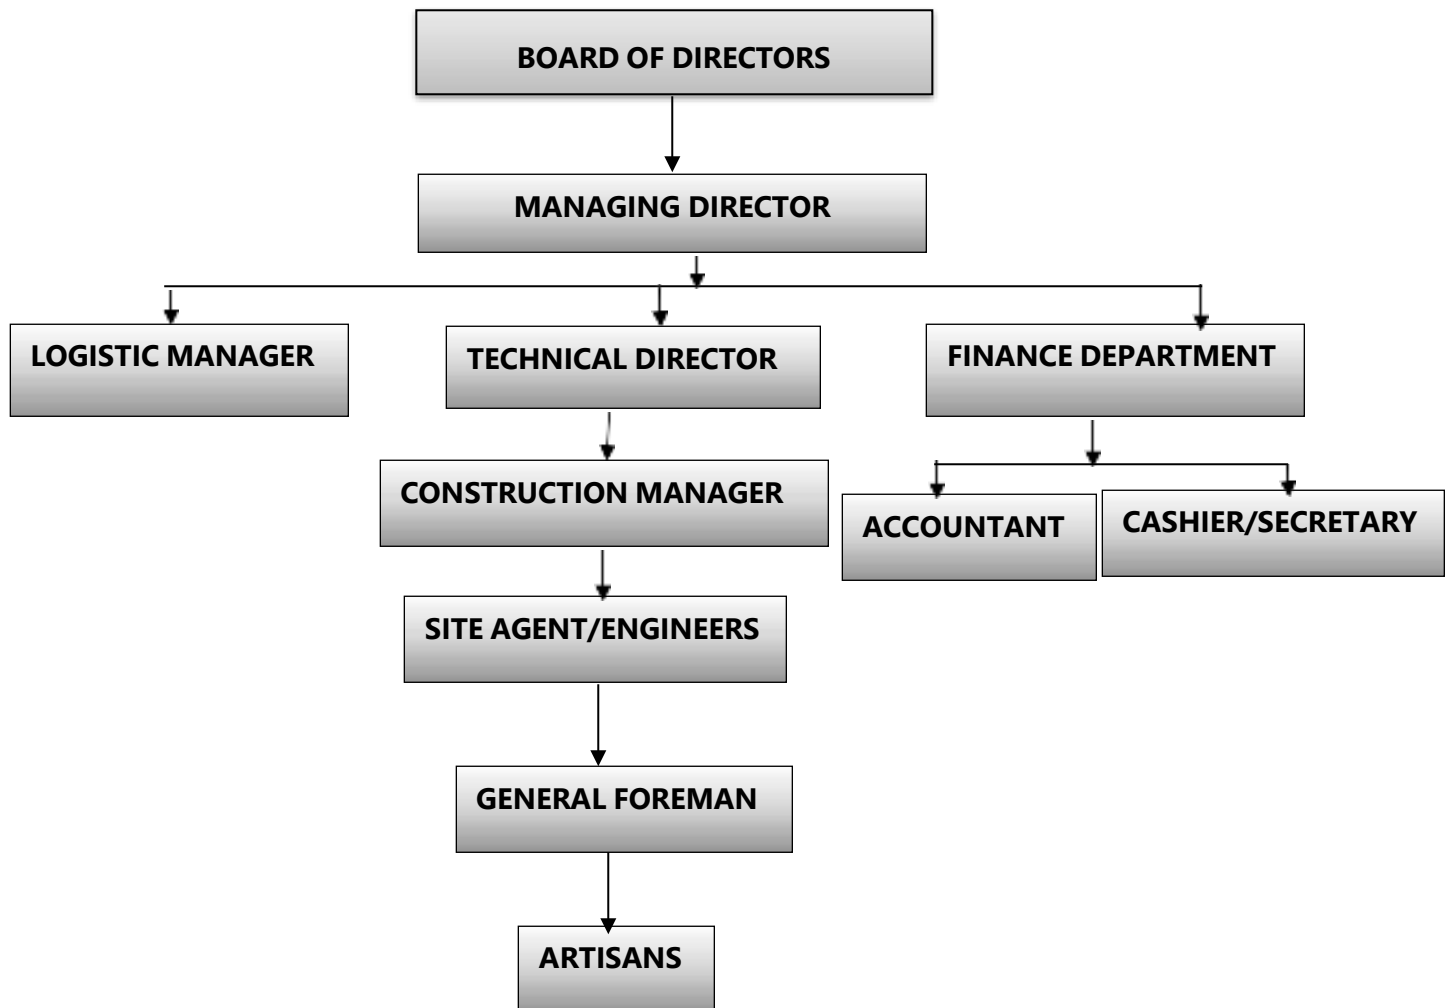 BOARD OF DIRECTORS
MANAGING DIRECTOR
LOGISTIC MANAGER
TECHNICAL DIRECTOR
FINANCE DEPARTMENT
CONSTRUCTION MANAGER
ACCOUNTANT
CASHIER/SECRETARY
SITE AGENT/ENGINEERS
GENERAL FOREMAN
ARTISANS